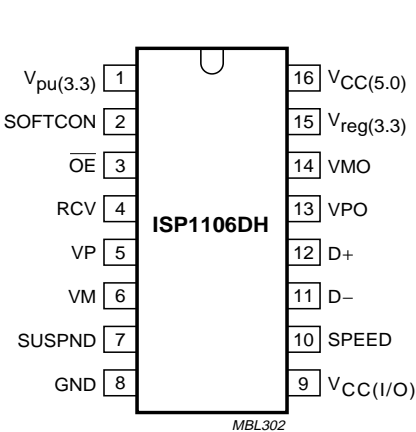 Vpu(3.3) 1 16 VCC(5.0)
SOFTCON 2 15 Vreg(3.3)
O̅E̅ 3 14 VMO
RCV 4 13 VPO
ISP1106DH
VP 5 12 D+
VM 6 11 D−
SUSPND 7 10 SPEED
GND 8 9 VCC(I/O)
MBL302